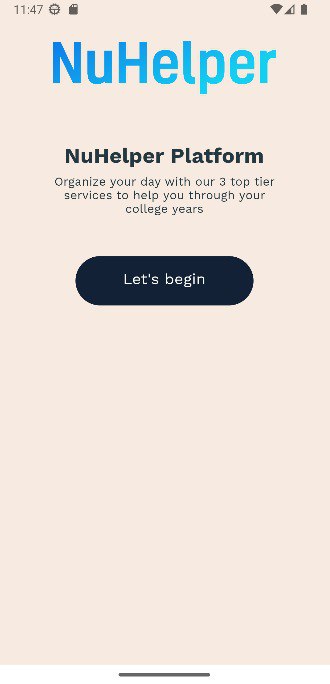 11:47
NuHelper
NuHelper Platform
Organize your day with our 3 top tier
services to help you through your
college years
Let's begin